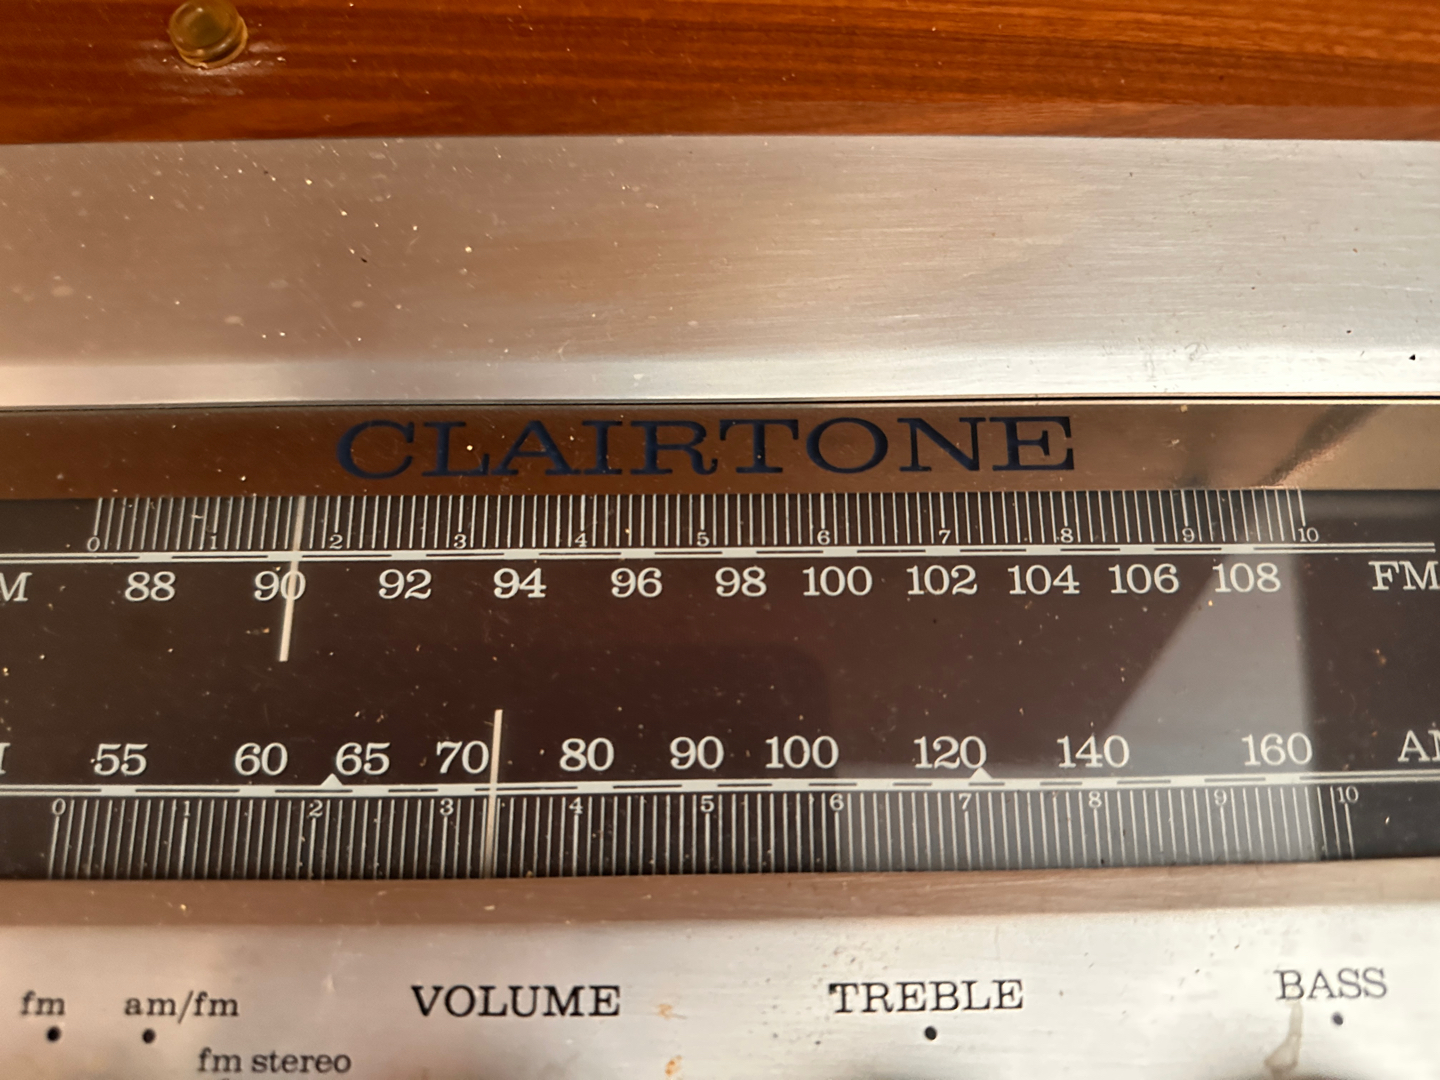 CLAIRTONE
0 1 2 3 4 5 6 7 8 9 10
M 88 90 92 94 96 98 100 102 104 106 108 FM
55 60 65 70 80 90 100 120 140 160 AM
0 1 2 3 4 5 6 7 8 9 10
fm am/fm VOLUME TREBLE BASS
fm stereo